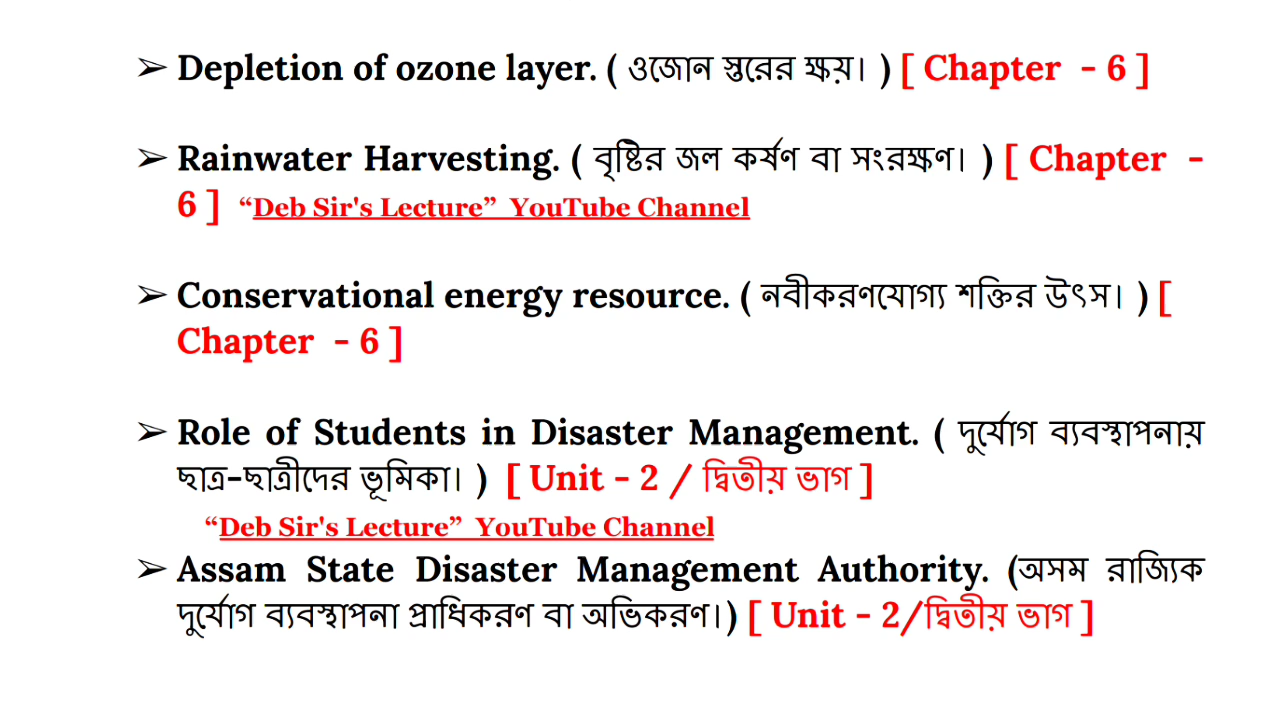 ➢ Depletion of ozone layer. ( ওজোন স্তরের ক্ষয়। ) [ Chapter - 6 ]
➢ Rainwater Harvesting. ( বৃষ্টির জল কর্ষণ বা সংরক্ষণ। ) [ Chapter -
6 ] “Deb Sir's Lecture” YouTube Channel
➢ Conservational energy resource. ( নবীকরণযোগ্য শক্তির উৎস। ) [
Chapter - 6 ]
➢ Role of Students in Disaster Management. ( দুর্যোগ ব্যবস্থাপনায়
ছাত্র-ছাত্রীদের ভূমিকা। ) [ Unit - 2 / দ্বিতীয় ভাগ ]
“Deb Sir's Lecture” YouTube Channel
➢ Assam State Disaster Management Authority. (অসম রাজ্যিক
দুর্যোগ ব্যবস্থাপনা প্রাধিকরণ বা অভিকরণ।) [ Unit - 2/দ্বিতীয় ভাগ ]